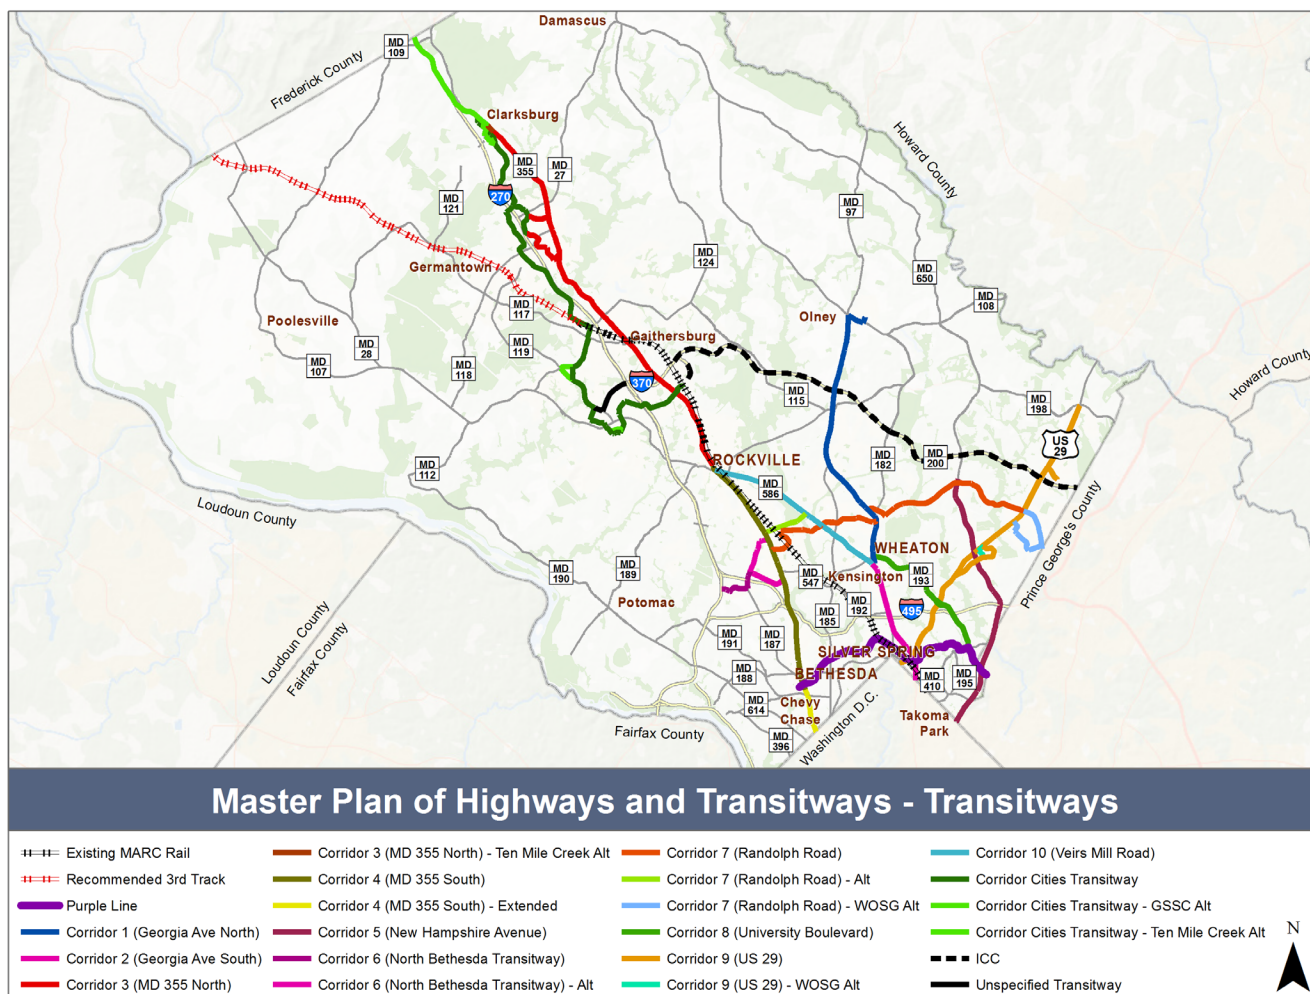 Damascus
MD
109
Frederick County
Clarksburg
Howard County
MD
355
MD
27
270
MD
121
MD
97
Germantown
MD
124
MD
650
MD
108
MD
117
Olney
Poolesville
Gaithersburg
MD
28
MD
119
MD
107
MD
118
370
MD
115
Howard County
MD
198
US
29
MD
112
ROCKVILLE
MD
182
MD
200
MD
586
Loudoun County
Prince George's County
WHEATON
MD
190
MD
189
MD
547
Kensington
MD
193
Potomac
MD
192
MD
185
495
Loudoun County
Fairfax County
MD
191
MD
187
SILVER SPRING
MD
188
BETHESDA
MD
410
MD
195
MD
614
Chevy
Chase
Washington D.C.
Takoma
Park
Fairfax County
MD
396
Master Plan of Highways and Transitways - Transitways
Existing MARC Rail
Recommended 3rd Track
Purple Line
Corridor 1 (Georgia Ave North)
Corridor 2 (Georgia Ave South)
Corridor 3 (MD 355 North)
Corridor 3 (MD 355 North) - Ten Mile Creek Alt
Corridor 4 (MD 355 South)
Corridor 4 (MD 355 South) - Extended
Corridor 5 (New Hampshire Avenue)
Corridor 6 (North Bethesda Transitway)
Corridor 6 (North Bethesda Transitway) - Alt
Corridor 7 (Randolph Road)
Corridor 7 (Randolph Road) - Alt
Corridor 7 (Randolph Road) - WOSG Alt
Corridor 8 (University Boulevard)
Corridor 9 (US 29)
Corridor 9 (US 29) - WOSG Alt
Corridor 10 (Veirs Mill Road)
Corridor Cities Transitway
Corridor Cities Transitway - GSSC Alt
Corridor Cities Transitway - Ten Mile Creek Alt
ICC
Unspecified Transitway
N